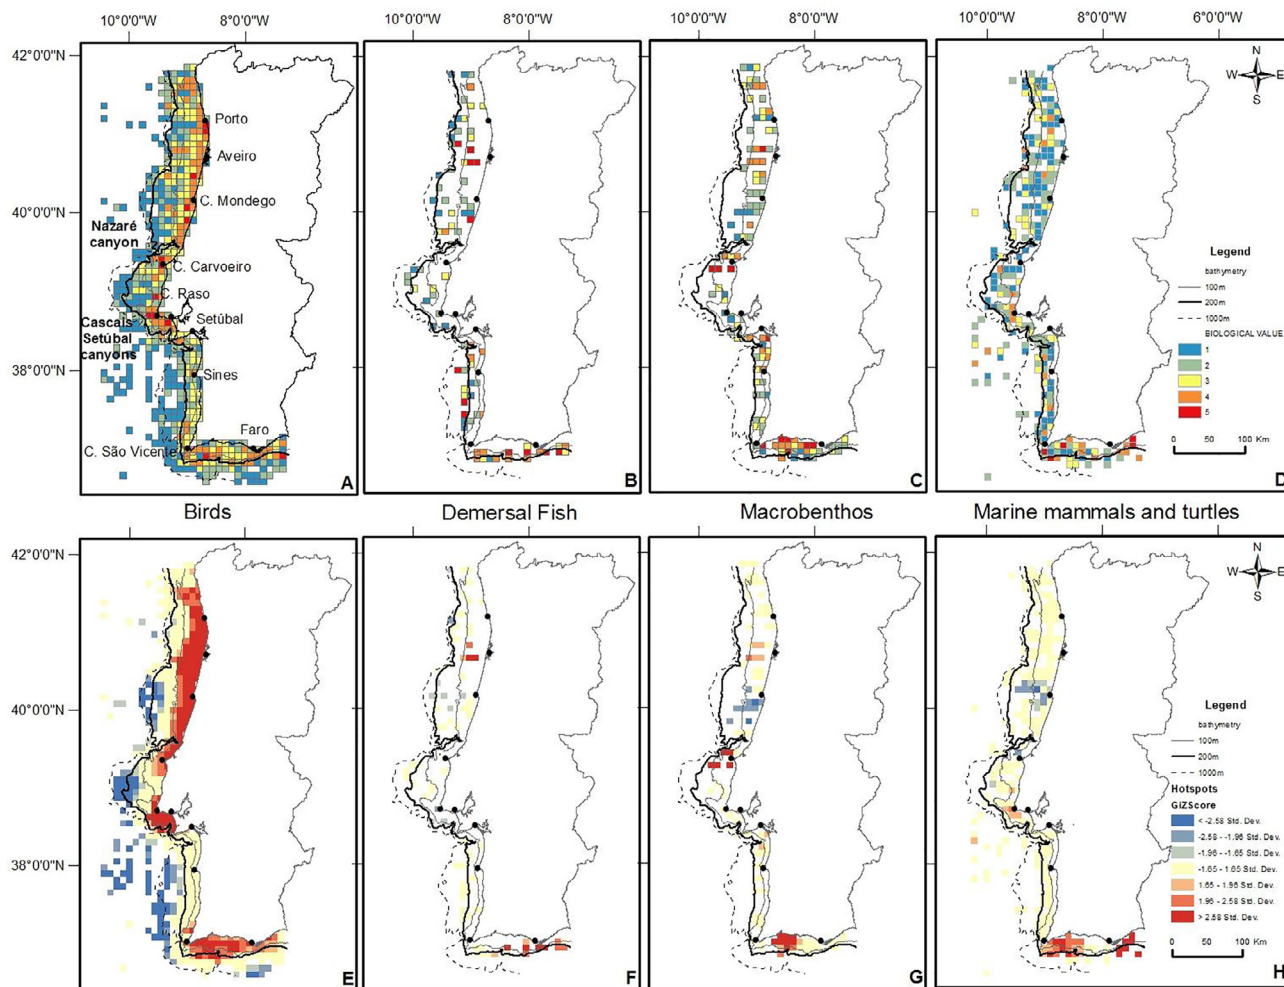 10°0'0"W 8°0'0"W 10°0'0"W 8°0'0"W 10°0'0"W 8°0'0"W 6°0'0"W
42°0'0"N
N
W E
S
Porto
Aveiro
C. Mondego
40°0'0"N
Nazaré
canyon
C. Carvoeiro
C. Raso
Setúbal
Cascais
Setúbal
canyons
38°0'0"N
Sines
Faro
C. São Vicente
A
B
C
Legend
bathymetry
100m
200m
1000m
BIOLOGICAL VALUE
1
2
3
4
5
0 50 100 Km
D
Birds Demersal Fish Macrobenthos Marine mammals and turtles
42°0'0"N
N
W E
S
40°0'0"N
38°0'0"N
E
F
G
Legend
bathymetry
100m
200m
1000m
Hotspots
GiZScore
< -2.58 Std. Dev.
-2.58 - -1.96 Std. Dev.
-1.96 - -1.65 Std. Dev.
-1.65 - 1.65 Std. Dev.
1.65 - 1.96 Std. Dev.
1.96 - 2.58 Std. Dev.
> 2.58 Std. Dev.
0 50 100 Km
H